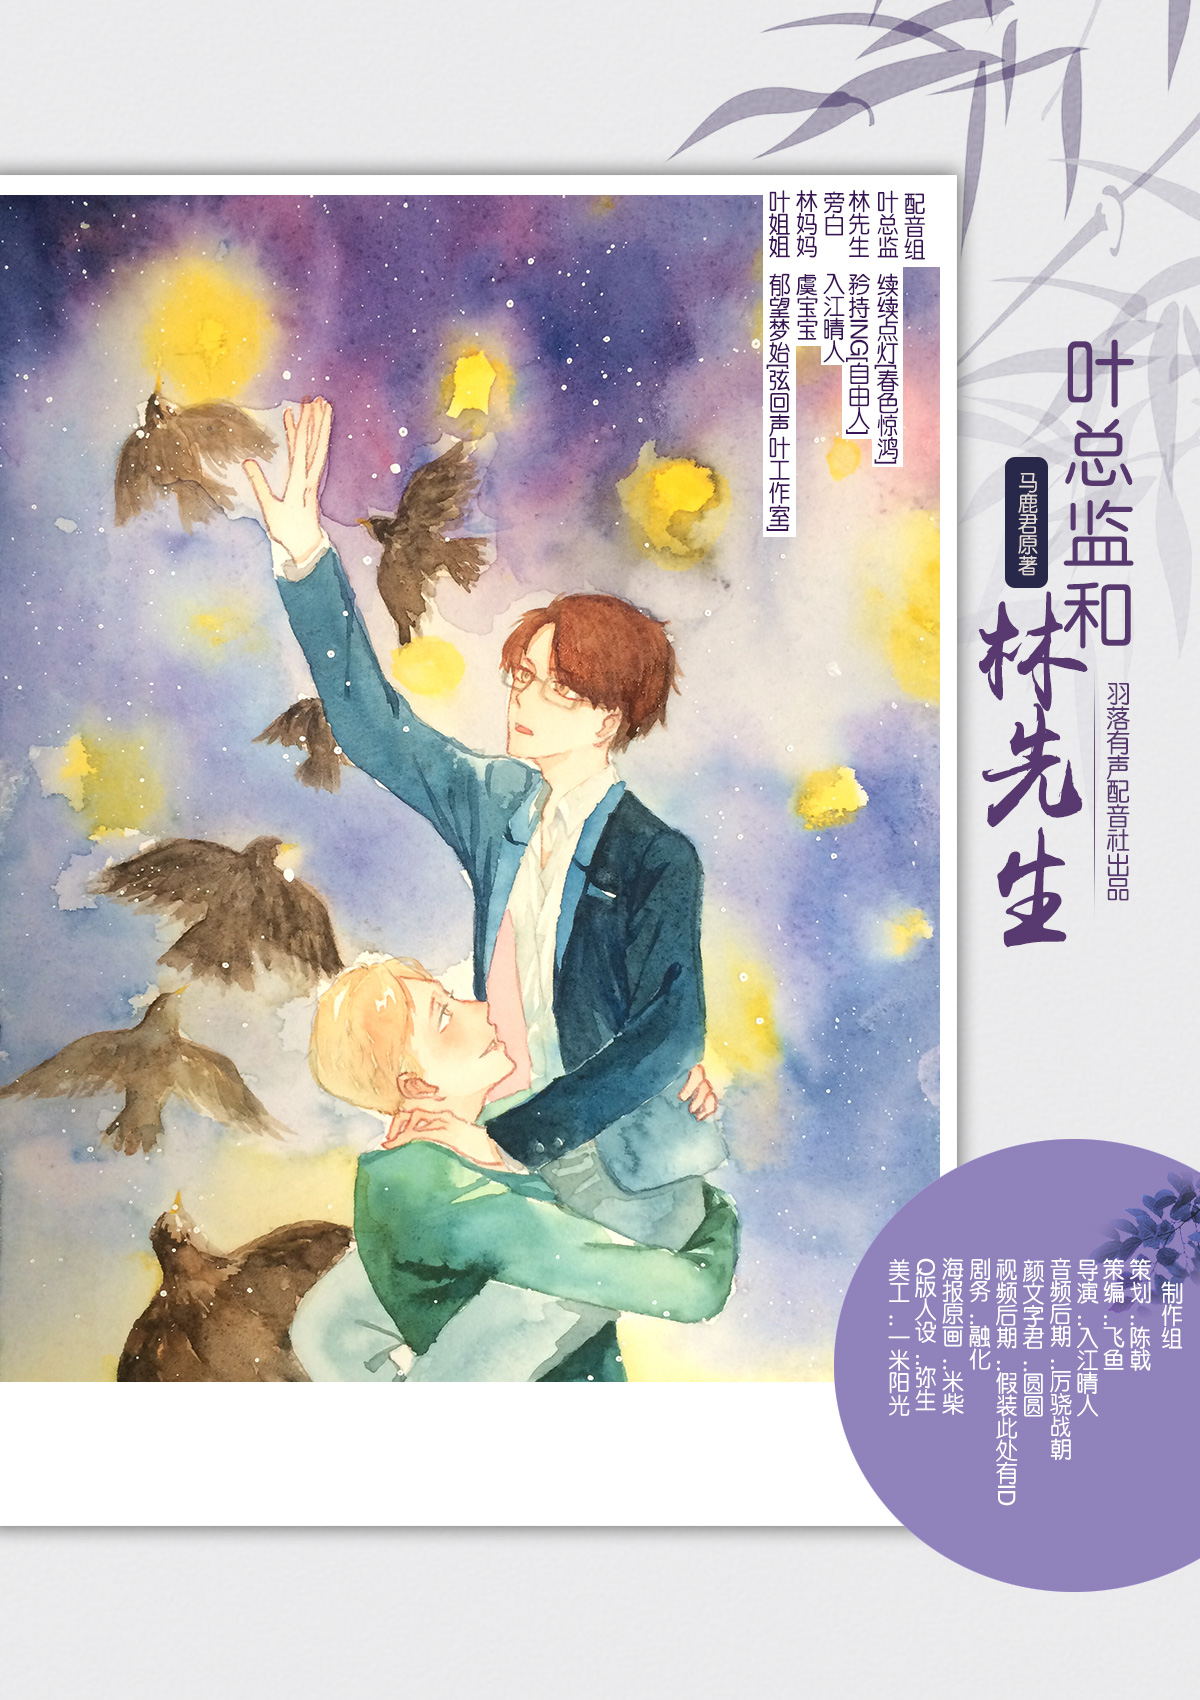 叶总监和
林先生
马鹿君原著
羽落有声配音社出品
配音组
叶总监 续续点灯[春色惊鸿]
林先生 矜持ING[自由人]
旁白 入江晴人
林妈妈 虞宝宝
叶姐姐 郁望梦始[弦回声叶工作室]
制作组
策划..陈戟
策编..飞鱼
导演..入江晴人
音频后期..厉骁战朝
颜文字君..圆圆
视频后期..假装此处有ID
剧务..融化
海报原画..米柴
Q版人设..弥生
美工..一米阳光